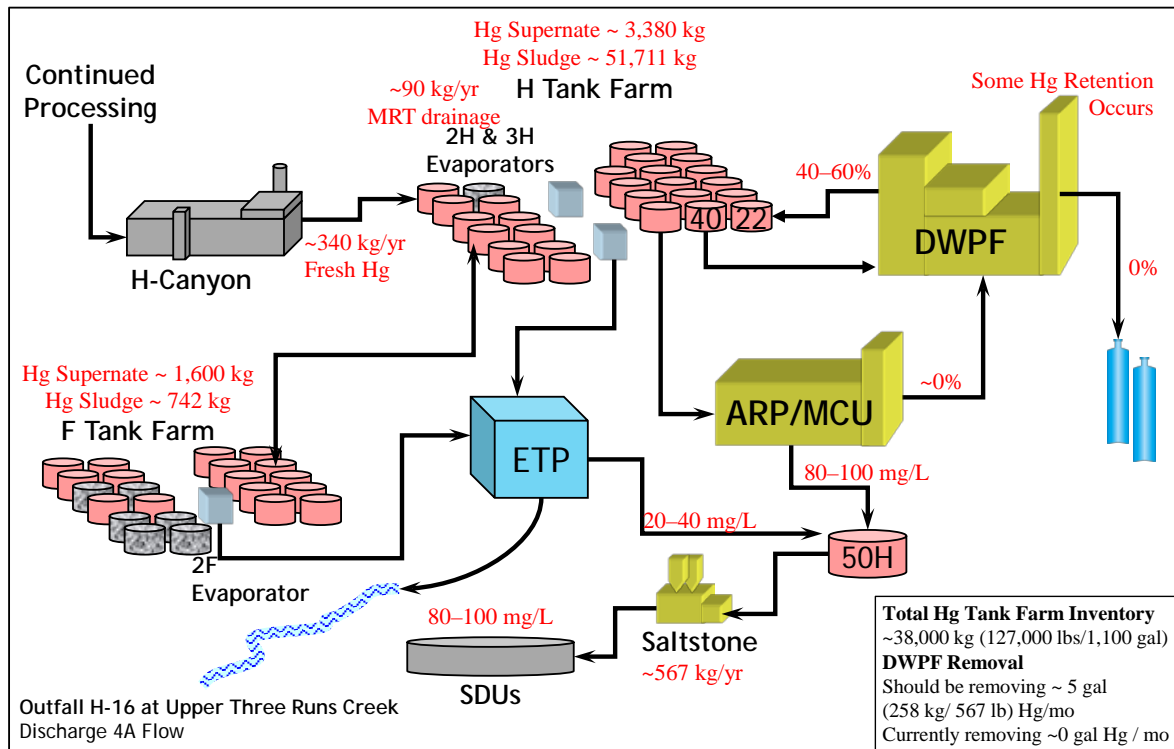 Hg Supernate ~ 3,380 kg
Hg Sludge ~ 51,711 kg
H Tank Farm
Continued
Processing
~90 kg/yr
MRT drainage
2H & 3H
Evaporators
Some Hg Retention
Occurs
40–60%
40
22
DWPF
H-Canyon
~340 kg/yr
Fresh Hg
0%
Hg Supernate ~ 1,600 kg
Hg Sludge ~ 742 kg
F Tank Farm
ARP/MCU
~0%
ETP
80–100 mg/L
20–40 mg/L
50H
2F
Evaporator
Saltstone
~567 kg/yr
80–100 mg/L
SDUs
Outfall H-16 at Upper Three Runs Creek
Discharge 4A Flow
Total Hg Tank Farm Inventory
~38,000 kg (127,000 lbs/1,100 gal)
DWPF Removal
Should be removing ~ 5 gal
(258 kg/ 567 lb) Hg/mo
Currently removing ~0 gal Hg / mo